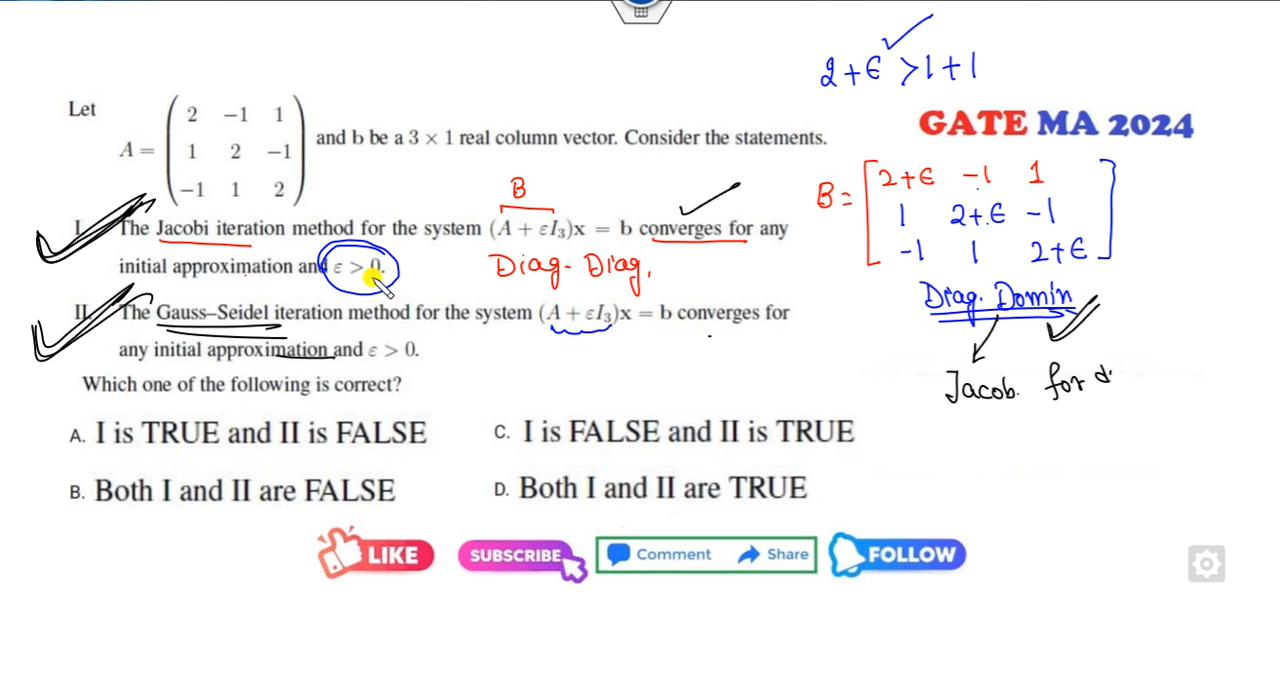 2+ϵ > 1+1
Let
A = ( 2 -1 1
1 2 -1
-1 1 2 )
and b be a 3 × 1 real column vector. Consider the statements.
GATE MA 2024
B = [ 2+ϵ -1 1
1 2+ϵ -1
-1 1 2+ϵ ]
B
I. The Jacobi iteration method for the system (A + εI₃)x = b converges for any
initial approximation and ε > 0.
Diag- Diag.
Diag. Domin
II. The Gauss–Seidel iteration method for the system (A + εI₃)x = b converges for
any initial approximation and ε > 0.
Jacob. for d.
Which one of the following is correct?
A. I is TRUE and II is FALSE
C. I is FALSE and II is TRUE
B. Both I and II are FALSE
D. Both I and II are TRUE
LIKE
SUBSCRIBE
Comment
Share
FOLLOW